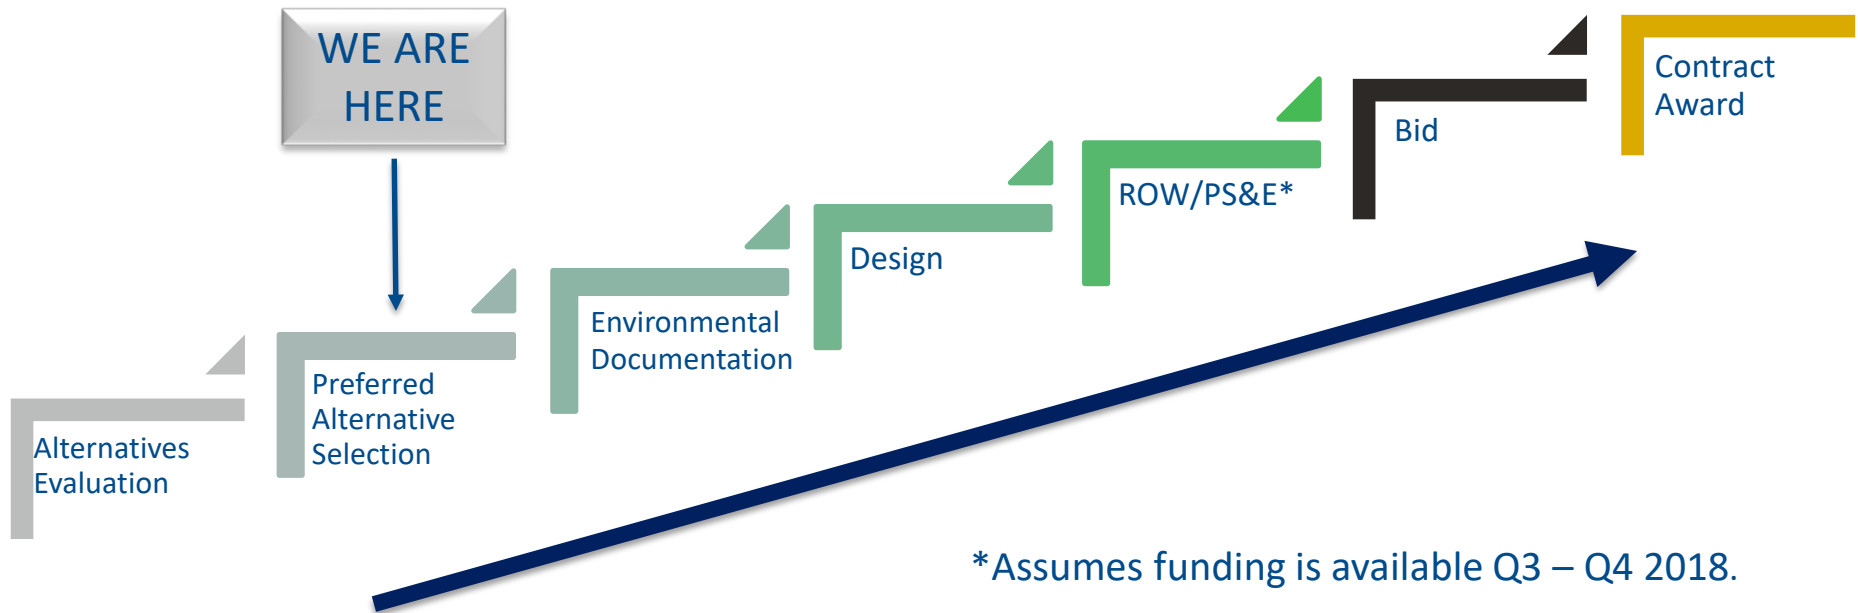 WE ARE
HERE
Alternatives
Evaluation
Preferred
Alternative
Selection
Environmental
Documentation
Design
ROW/PS&E*
Bid
Contract
Award
*Assumes funding is available Q3 – Q4 2018.